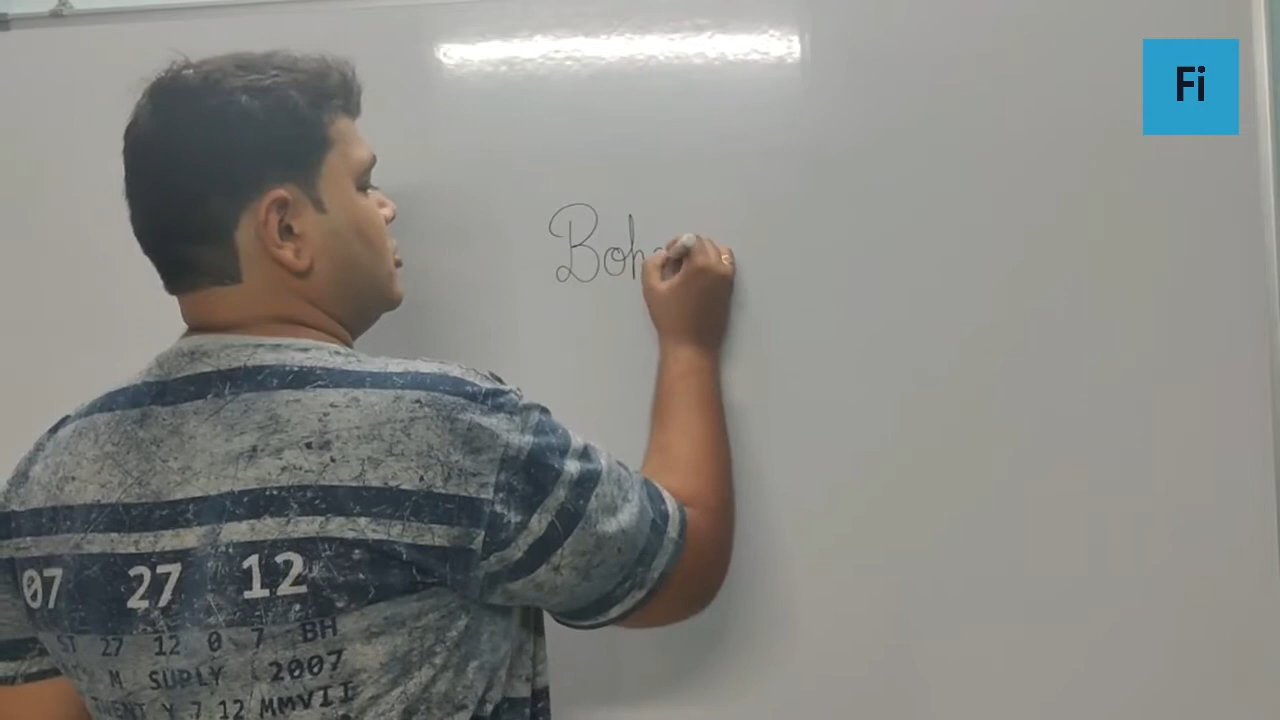 Fi
Boh
07 27 12
ST 27 12 0 7 BH
M SUPLY 2007
Y 7 12 MMVII